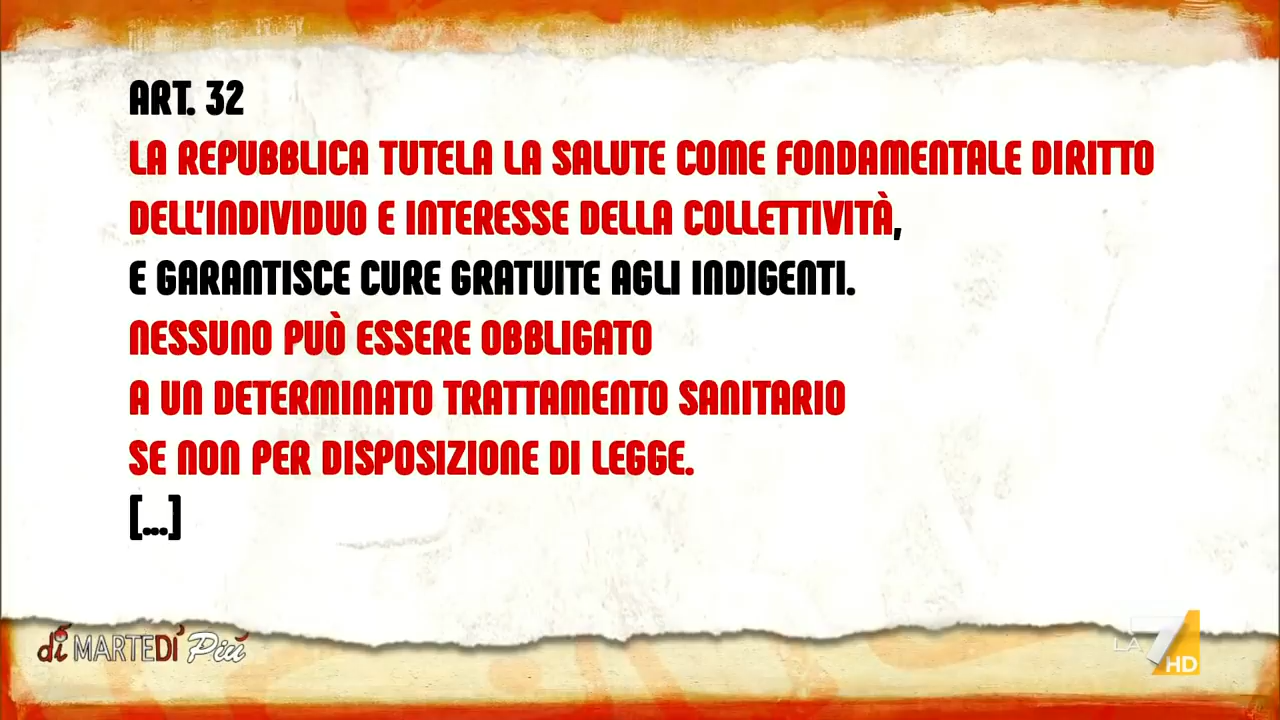 ART. 32
LA REPUBBLICA TUTELA LA SALUTE COME FONDAMENTALE DIRITTO
DELL'INDIVIDUO E INTERESSE DELLA COLLETTIVITÀ,
E GARANTISCE CURE GRATUITE AGLI INDIGENTI.
NESSUNO PUÒ ESSERE OBBLIGATO
A UN DETERMINATO TRATTAMENTO SANITARIO
SE NON PER DISPOSIZIONE DI LEGGE.
[...]
di MARTEDÌ Più
LA 7 HD